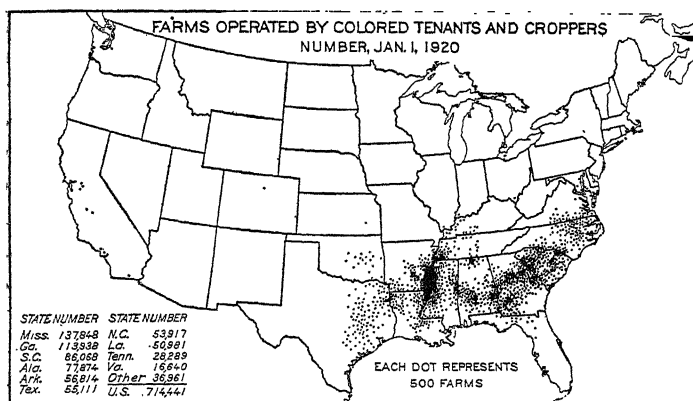 FARMS OPERATED BY COLORED TENANTS AND CROPPERS
NUMBER, JAN. 1, 1920
STATE NUMBER STATE NUMBER
Miss. 137,848 N.C. 53,917
Ga. 113,938 La. 50,981
S.C. 86,068 Tenn. 28,289
Ala. 77,874 Va. 16,640
Ark. 56,814 Other 36,961
Tex. 55,111 U.S. 714,441
EACH DOT REPRESENTS
500 FARMS